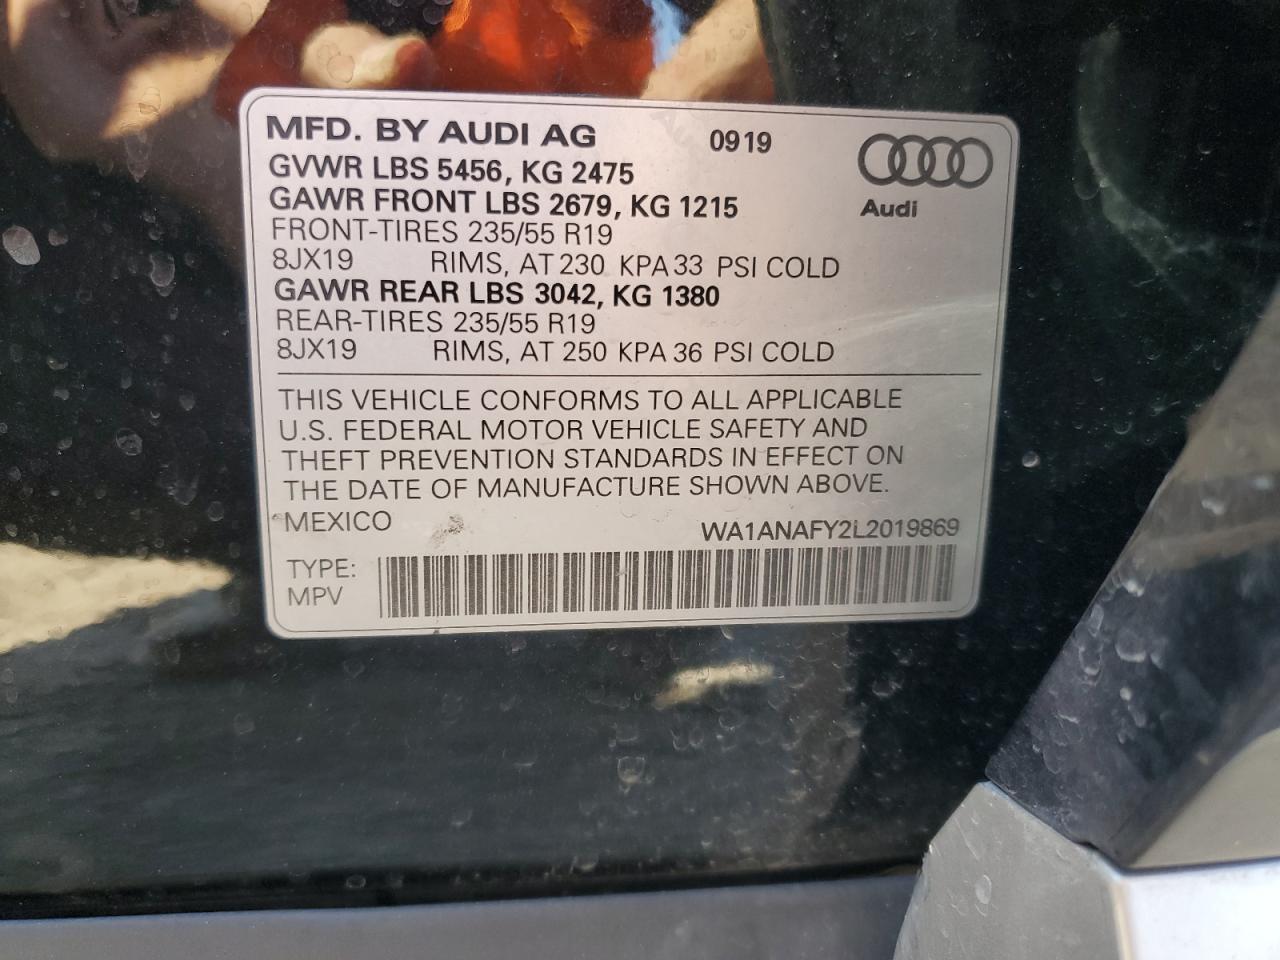 MFD. BY AUDI AG 0919
GVWR LBS 5456, KG 2475
GAWR FRONT LBS 2679, KG 1215
Audi
FRONT-TIRES 235/55 R19
8JX19 RIMS, AT 230 KPA 33 PSI COLD
GAWR REAR LBS 3042, KG 1380
REAR-TIRES 235/55 R19
8JX19 RIMS, AT 250 KPA 36 PSI COLD
THIS VEHICLE CONFORMS TO ALL APPLICABLE
U.S. FEDERAL MOTOR VEHICLE SAFETY AND
THEFT PREVENTION STANDARDS IN EFFECT ON
THE DATE OF MANUFACTURE SHOWN ABOVE.
MEXICO WA1ANAFY2L2019869
TYPE:
MPV